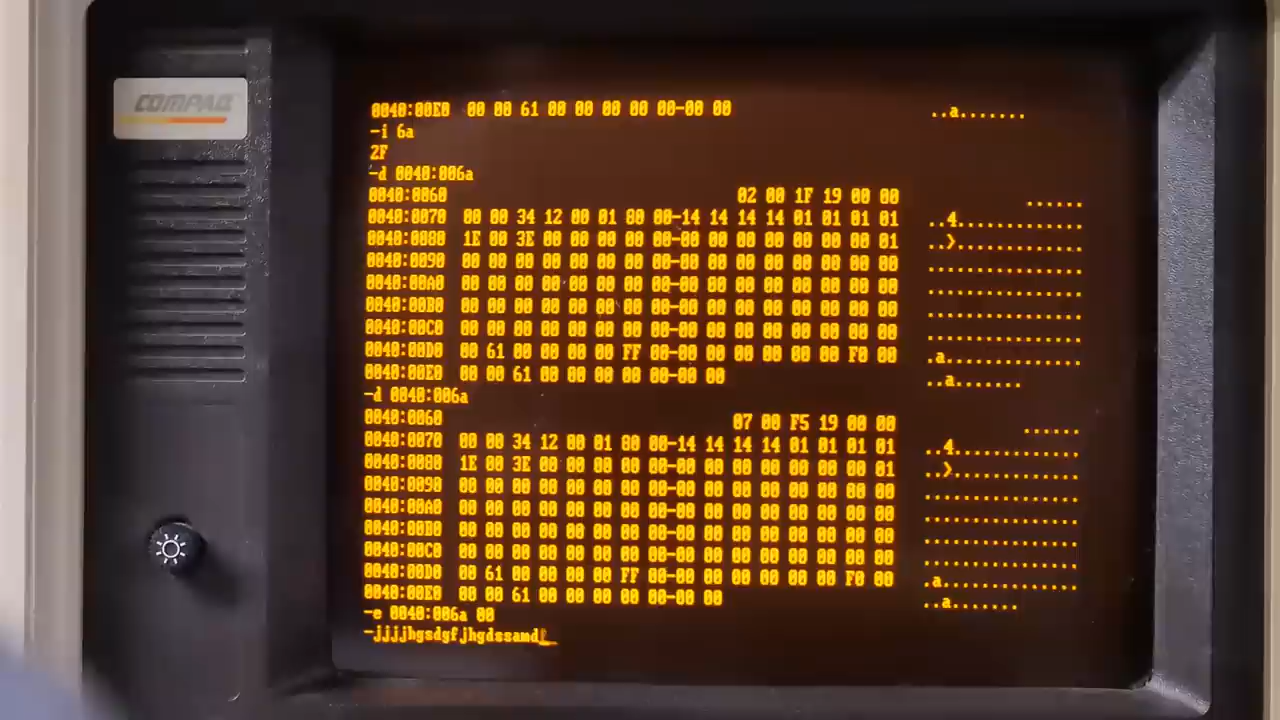 COMPAQ
0040:00E0 00 00 61 00 00 00 00 00-00 00 ..a.......
-i 6a
2F
-d 0040:006a
0040:0060 02 00 1F 19 00 00 ......
0040:0070 00 00 34 12 00 01 00 00-14 14 14 14 01 01 01 01 ..4.............
0040:0080 1E 00 3E 00 00 00 00 00-00 00 00 00 00 00 00 01 ..>.............
0040:0090 00 00 00 00 00 00 00 00-00 00 00 00 00 00 00 00 ................
0040:00A0 00 00 00 00 00 00 00 00-00 00 00 00 00 00 00 00 ................
0040:00B0 00 00 00 00 00 00 00 00-00 00 00 00 00 00 00 00 ................
0040:00C0 00 00 00 00 00 00 00 00-00 00 00 00 00 00 00 00 ................
0040:00D0 00 61 00 00 00 00 FF 00-00 00 00 00 00 00 F0 00 .a..............
0040:00E0 00 00 61 00 00 00 00 00-00 00 ..a.......
-d 0040:006a
0040:0060 07 00 F5 19 00 00 ......
0040:0070 00 00 34 12 00 01 00 00-14 14 14 14 01 01 01 01 ..4.............
0040:0080 1E 00 3E 00 00 00 00 00-00 00 00 00 00 00 00 01 ..>.............
0040:0090 00 00 00 00 00 00 00 00-00 00 00 00 00 00 00 00 ................
0040:00A0 00 00 00 00 00 00 00 00-00 00 00 00 00 00 00 00 ................
0040:00B0 00 00 00 00 00 00 00 00-00 00 00 00 00 00 00 00 ................
0040:00C0 00 00 00 00 00 00 00 00-00 00 00 00 00 00 00 00 ................
0040:00D0 00 61 00 00 00 00 FF 00-00 00 00 00 00 00 F0 00 .a..............
0040:00E0 00 00 61 00 00 00 00 00-00 00 ..a.......
-e 0040:006a 00
-jjjjhgsdgfjhgdssamd